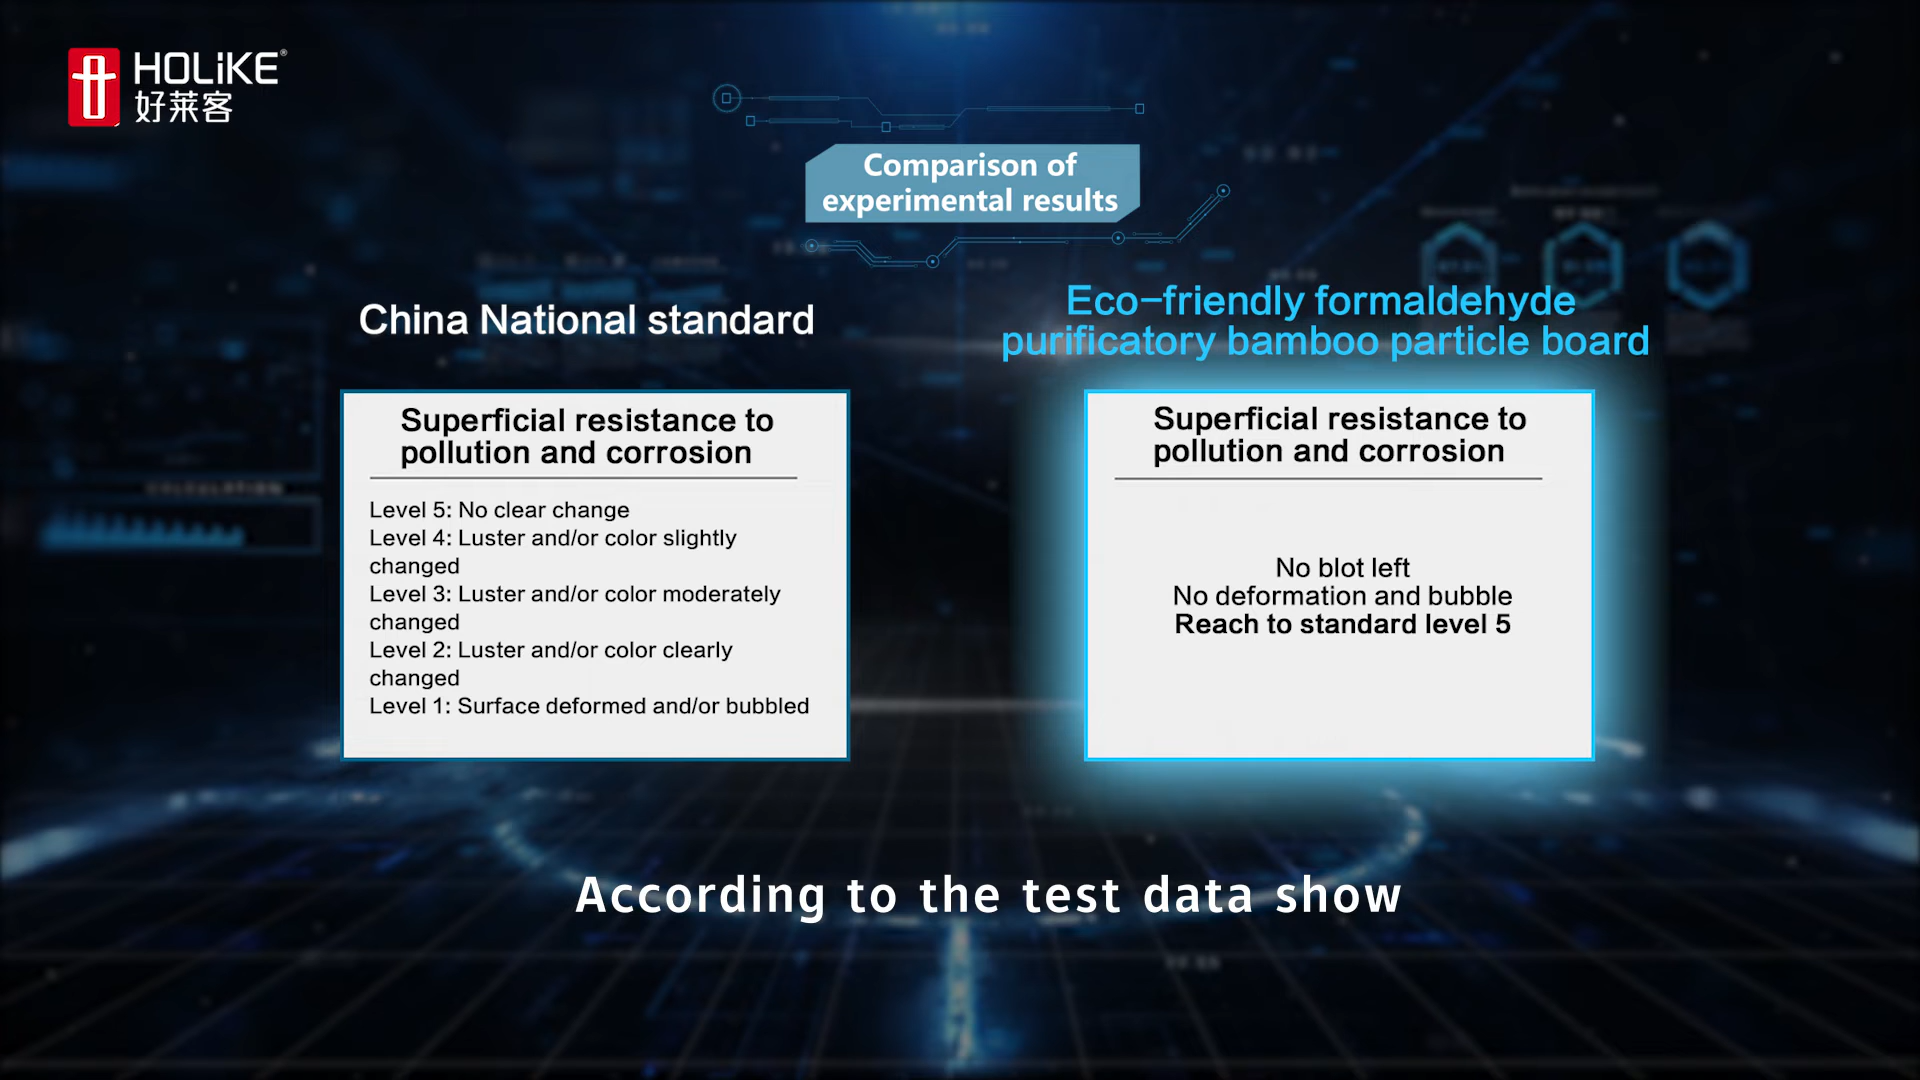 HOLiKE®
好莱客
Comparison of
experimental results
China National standard
Superficial resistance to
pollution and corrosion
Level 5: No clear change
Level 4: Luster and/or color slightly
changed
Level 3: Luster and/or color moderately
changed
Level 2: Luster and/or color clearly
changed
Level 1: Surface deformed and/or bubbled
Eco-friendly formaldehyde
purificatory bamboo particle board
Superficial resistance to
pollution and corrosion
No blot left
No deformation and bubble
Reach to standard level 5
CALCULATION
According to the test data show